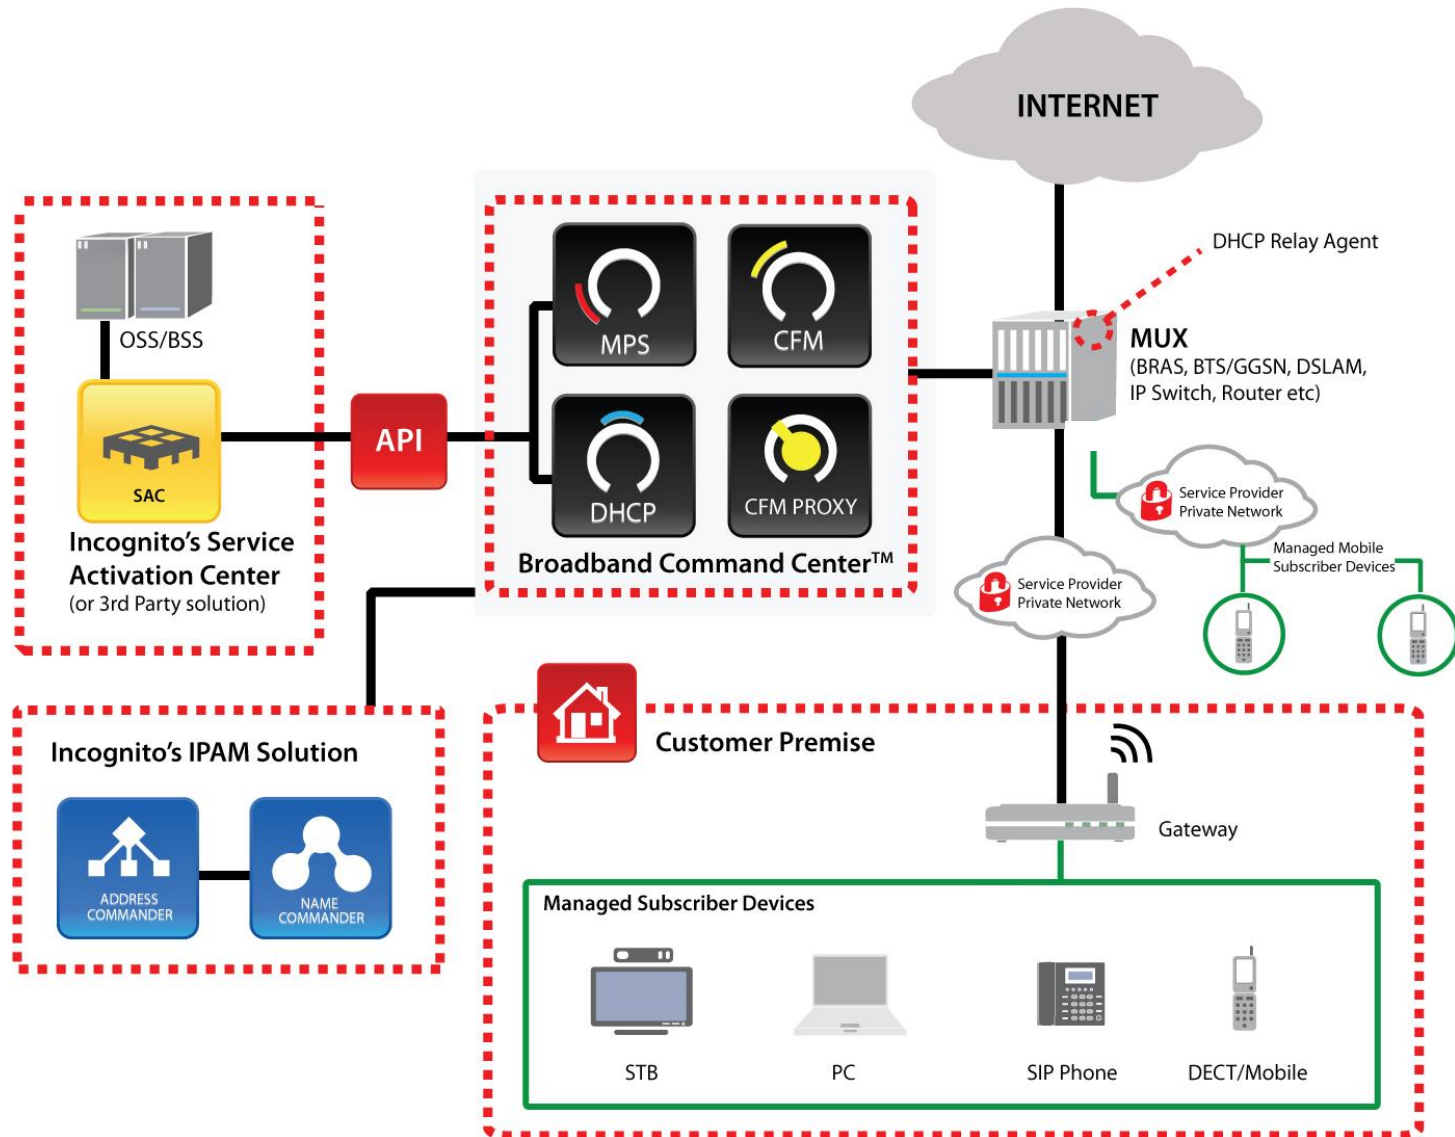 INTERNET
DHCP Relay Agent
OSS/BSS
MPS
CFM
MUX
(BRAS, BTS/GGSN, DSLAM,
IP Switch, Router etc)
API
SAC
DHCP
CFM PROXY
Service Provider
Private Network
Incognito's Service
Activation Center
(or 3rd Party solution)
Broadband Command Center™
Managed Mobile
Subscriber Devices
Service Provider
Private Network
Incognito's IPAM Solution
Customer Premise
ADDRESS
COMMANDER
NAME
COMMANDER
Gateway
Managed Subscriber Devices
STB
PC
SIP Phone
DECT/Mobile